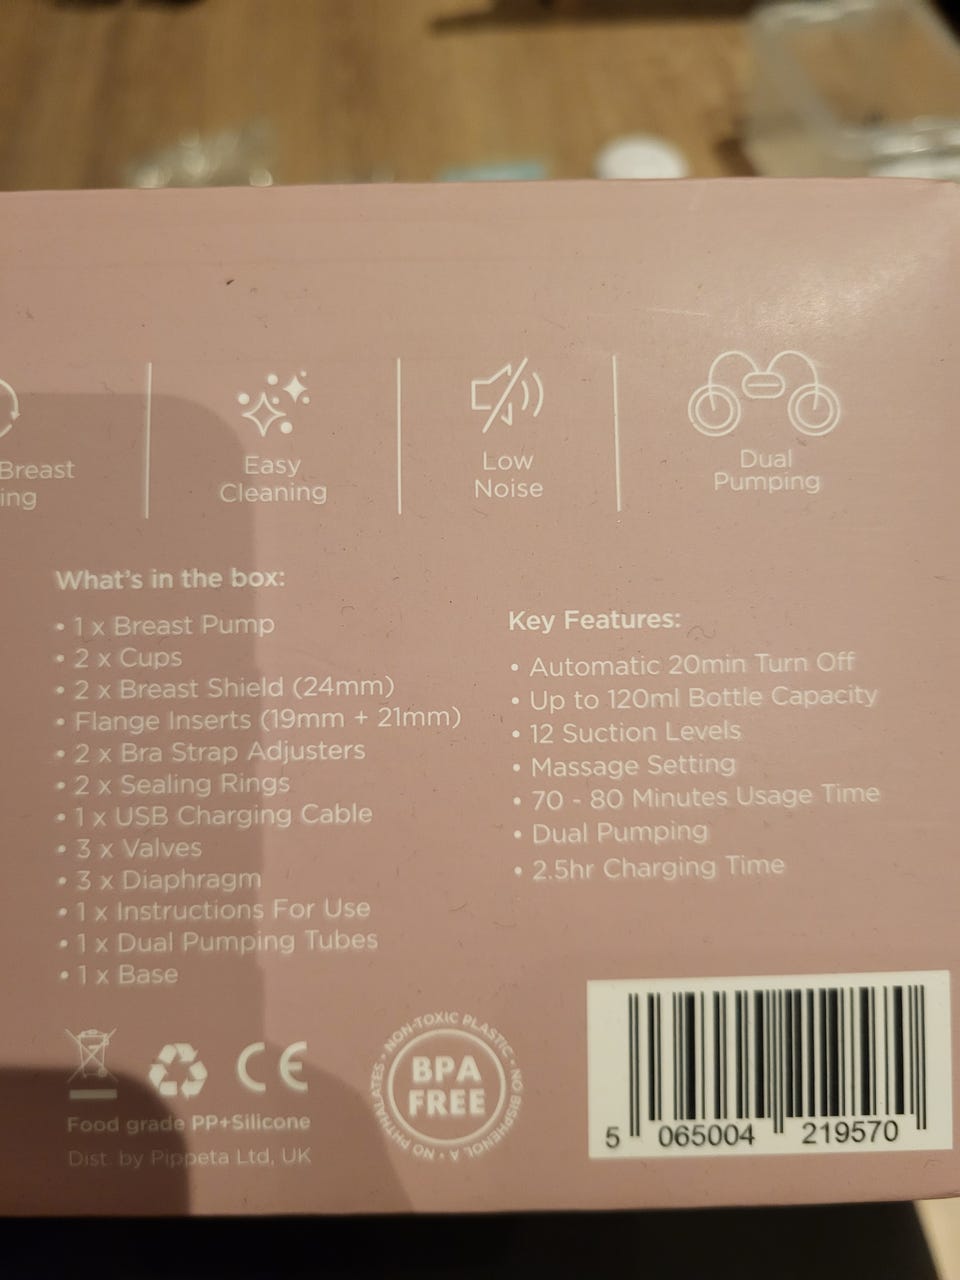 Breast
ing
Easy
Cleaning
Low
Noise
Dual
Pumping
What's in the box:
• 1 x Breast Pump
• 2 x Cups
• 2 x Breast Shield (24mm)
• Flange Inserts (19mm + 21mm)
• 2 x Bra Strap Adjusters
• 2 x Sealing Rings
• 1 x USB Charging Cable
• 3 x Valves
• 3 x Diaphragm
• 1 x Instructions For Use
• 1 x Dual Pumping Tubes
• 1 x Base
Key Features:
• Automatic 20min Turn Off
• Up to 120ml Bottle Capacity
• 12 Suction Levels
• Massage Setting
• 70 - 80 Minutes Usage Time
• Dual Pumping
• 2.5hr Charging Time
CE
Food grade PP+Silicone
Dist. by Pippeta Ltd, UK
• NON-TOXIC PLASTIC • NO BISPHENOL A • NO PHTHALATES
BPA
FREE
5 065004 219570